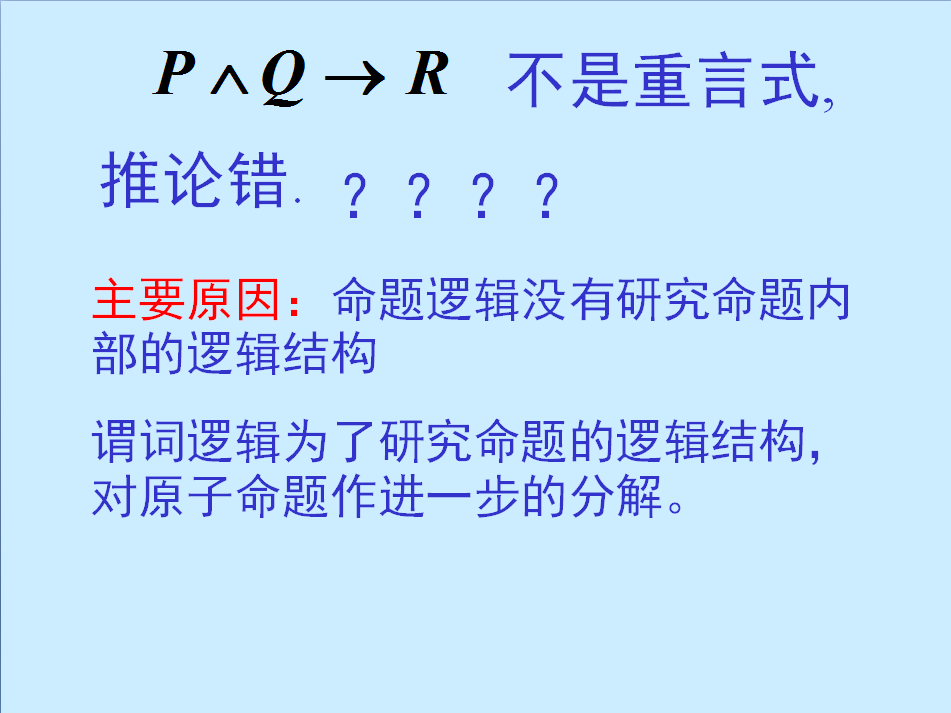 P∧Q→R 不是重言式,
推论错. ？？？？
主要原因：命题逻辑没有研究命题内
部的逻辑结构
谓词逻辑为了研究命题的逻辑结构，
对原子命题作进一步的分解。